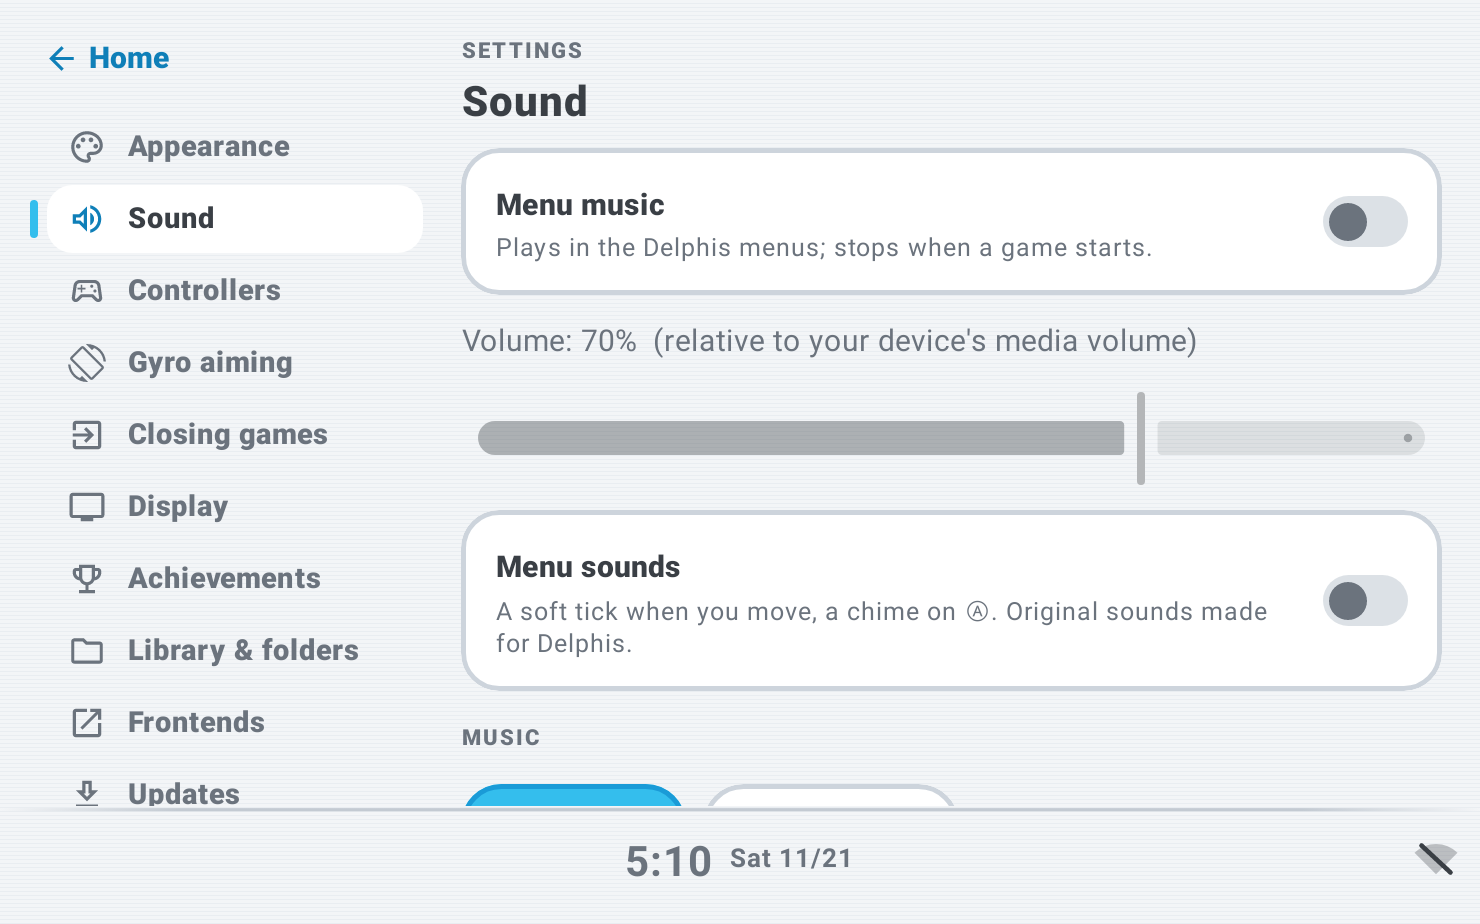 Home
Appearance
Sound
Controllers
Gyro aiming
Closing games
Display
Achievements
Library & folders
Frontends
Updates
SETTINGS
Sound
Menu music
Plays in the Delphis menus; stops when a game starts.
Volume: 70%  (relative to your device's media volume)
Menu sounds
A soft tick when you move, a chime on Ⓐ. Original sounds made
for Delphis.
MUSIC
5:10 Sat 11/21